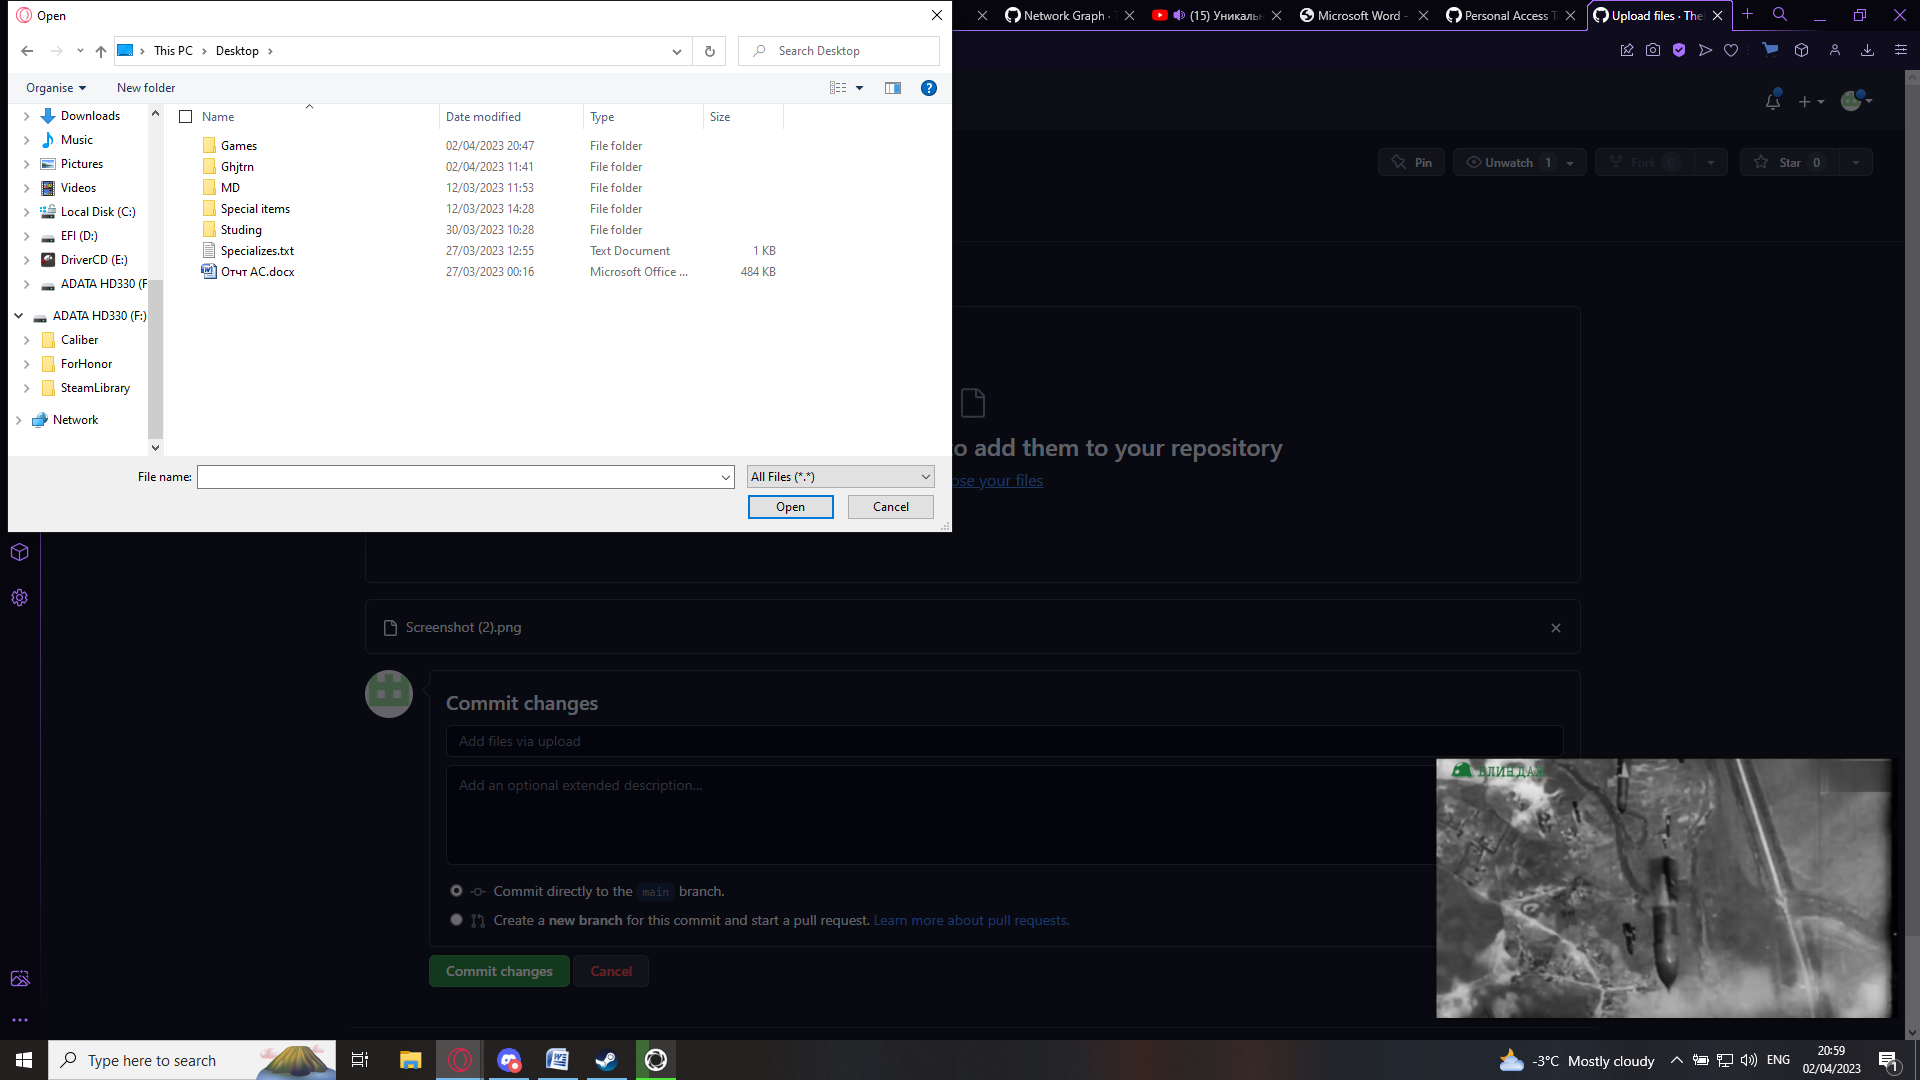 Open
Network Graph ·
(15) Уникальн
Microsoft Word -
Personal Access T
Upload files · The
This PC
Desktop
Search Desktop
Organise
New folder
Name
Date modified
Type
Size
Downloads
Music
Pictures
Videos
Local Disk (C:)
EFI (D:)
DriverCD (E:)
ADATA HD330 (F
ADATA HD330 (F:)
Caliber
ForHonor
SteamLibrary
Network
Games 02/04/2023 20:47 File folder
Ghjtrn 02/04/2023 11:41 File folder
MD 12/03/2023 11:53 File folder
Special items 12/03/2023 14:28 File folder
Studing 30/03/2023 10:28 File folder
Specializes.txt 27/03/2023 12:55 Text Document 1 KB
Отчт АС.docx 27/03/2023 00:16 Microsoft Office ... 484 KB
File name:
All Files (*.*)
Open
Cancel
Pin
Unwatch 1
Fork 0
Star 0
o add them to your repository
ose your files
Screenshot (2).png
Commit changes
Add files via upload
Add an optional extended description...
Commit directly to the main branch.
Create a new branch for this commit and start a pull request. Learn more about pull requests.
Commit changes
Cancel
БЛИНДАЖ
Type here to search
-3°C Mostly cloudy
ENG
20:59
02/04/2023
1